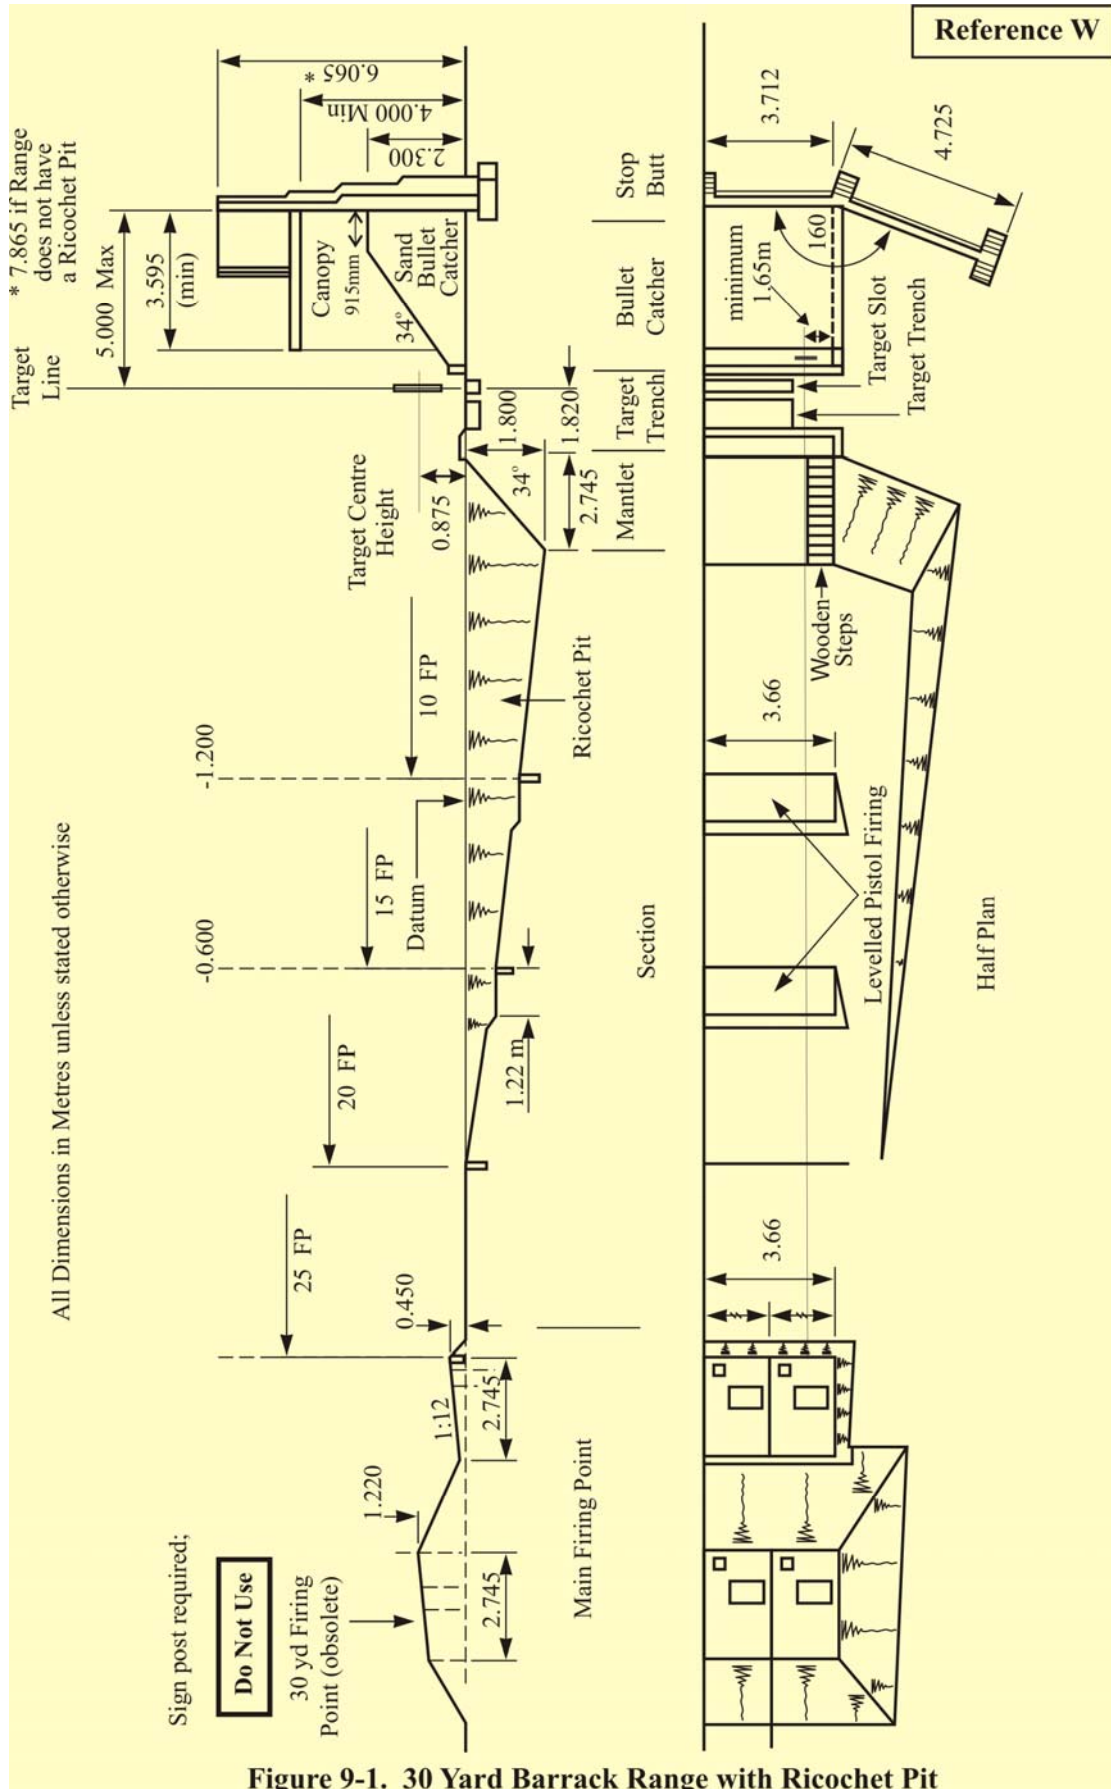 Reference W
* 7.865 if Range
does not have
a Ricochet Pit
6.065 *
4.000 Min
2.300
5.000 Max
3.595
(min)
Canopy
915mm
Sand
Bullet
Catcher
34°
Target
Line
Target Centre
Height
0.875
1.800
1.820
34°
2.745
Stop
Butt
Bullet
Catcher
Target
Trench
Mantlet
3.712
4.725
160
minimum
1.65m
Target Slot
Target Trench
Wooden
Steps
10 FP
Ricochet Pit
-1.200
Datum
15 FP
-0.600
20 FP
1.22 m
25 FP
0.450
1:12
2.745
1.220
2.745
All Dimensions in Metres unless stated otherwise
Section
3.66
Levelled Pistol Firing
Half Plan
3.66
Main Firing Point
Sign post required;
Do Not Use
30 yd Firing
Point (obsolete)
Figure 9-1. 30 Yard Barrack Range with Ricochet Pit